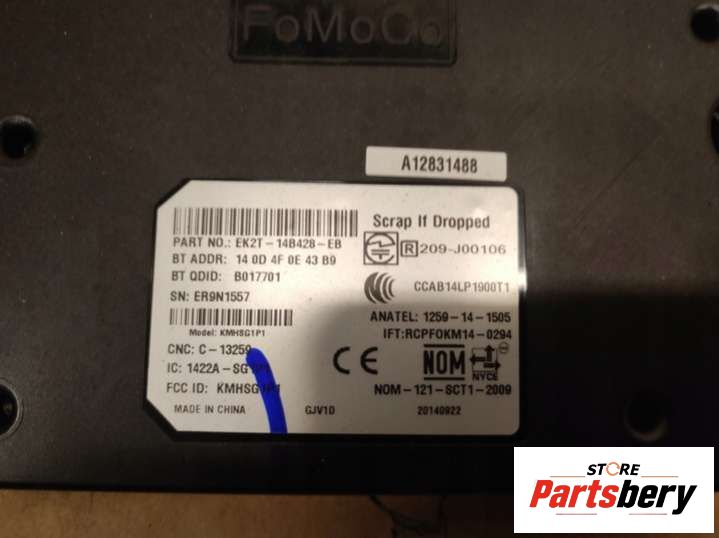 FoMoCo
A12831488
Scrap If Dropped
PART NO.: EK2T-14B428-EB
BT ADDR: 14 0D 4F 0E 43 B9
BT QDID: B017701
SN: ER9N1557
R 209-J00106
CCAB14LP1900T1
Model: KMHSG1P1
ANATEL: 1259-14-1505
IFT:RCPFOKM14-0294
CNC: C-13259
IC: 1422A-SG1P1
FCC ID: KMHSG1P1
CE
NOM
NYCE
NOM-121-SCT1-2009
MADE IN CHINA
GJV1D
20140922
STORE
Partsbery